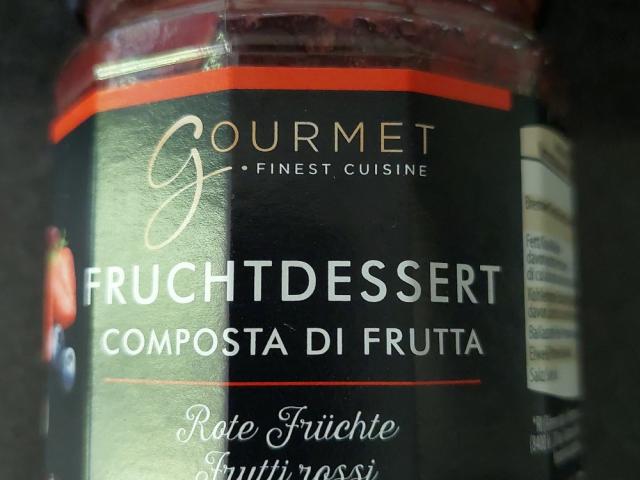 GOURMET
• FINEST CUISINE
FRUCHTDESSERT
COMPOSTA DI FRUTTA
Rote Früchte
Frutti rossi